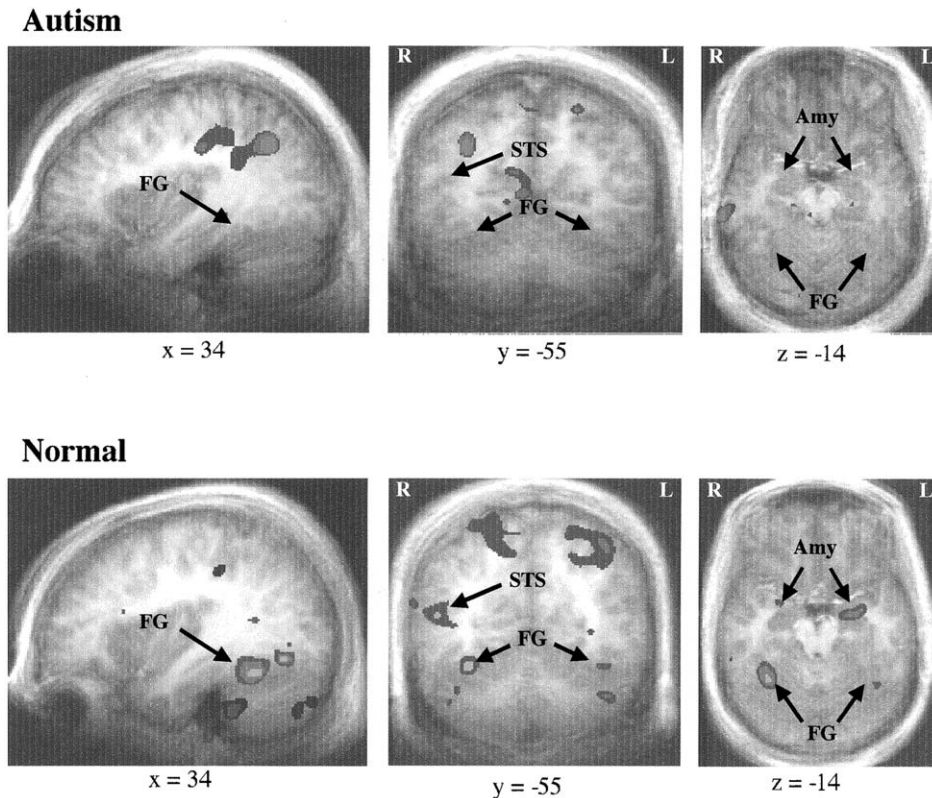 Autism
R L R L
Amy
STS
FG
FG
FG
x = 34 y = -55 z = -14
Normal
R L R L
Amy
STS
FG
FG
FG
x = 34 y = -55 z = -14